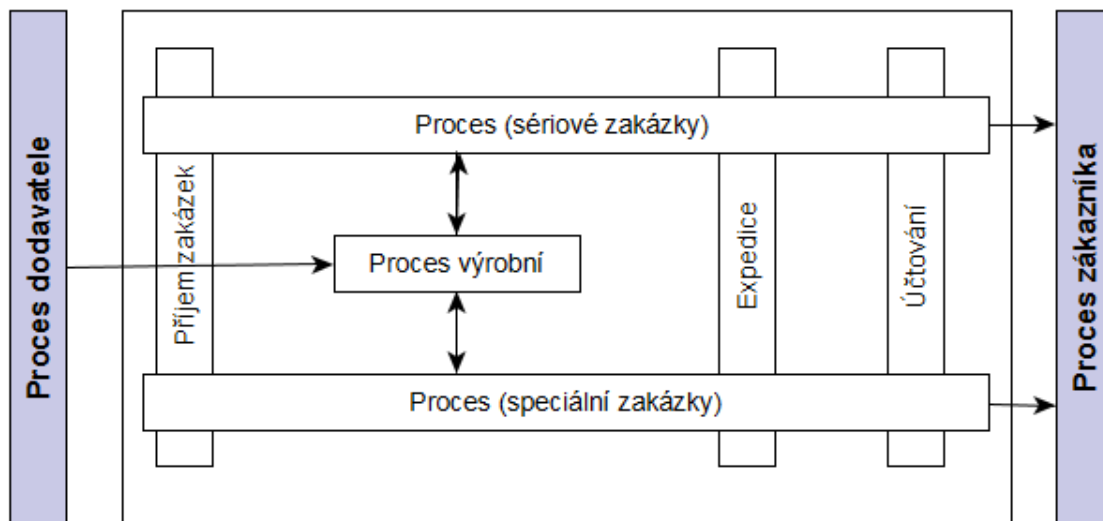 Proces dodavatele
Příjem zakázek
Proces (sériové zakázky)
Proces výrobní
Proces (speciální zakázky)
Expedice
Účtování
Proces zákazníka